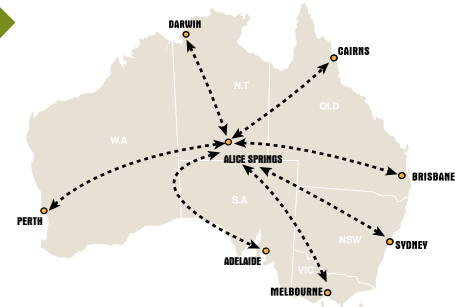 DARWIN
CAIRNS
N.T
QLD
W.A
ALICE SPRINGS
BRISBANE
S.A
PERTH
NSW
SYDNEY
ADELAIDE
VIC
MELBOURNE